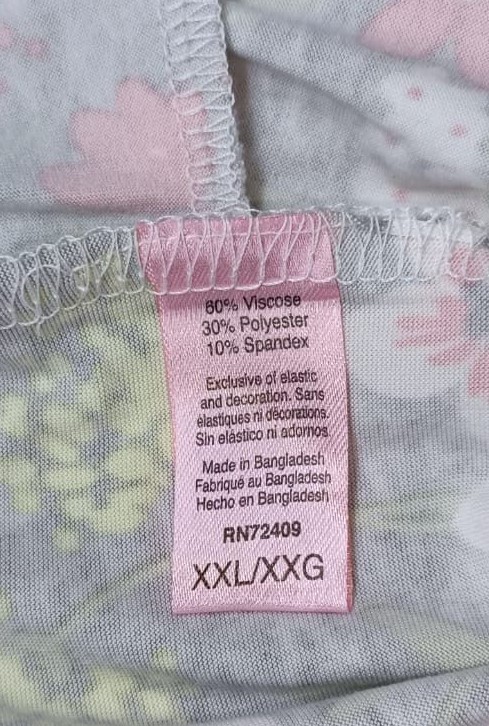 60% Viscose
30% Polyester
10% Spandex
Exclusive of elastic
and decoration. Sans
élastiques ni décorations.
Sin elástico ni adornos
Made in Bangladesh
Fabriqué au Bangladesh
Hecho en Bangladesh
RN72409
XXL/XXG